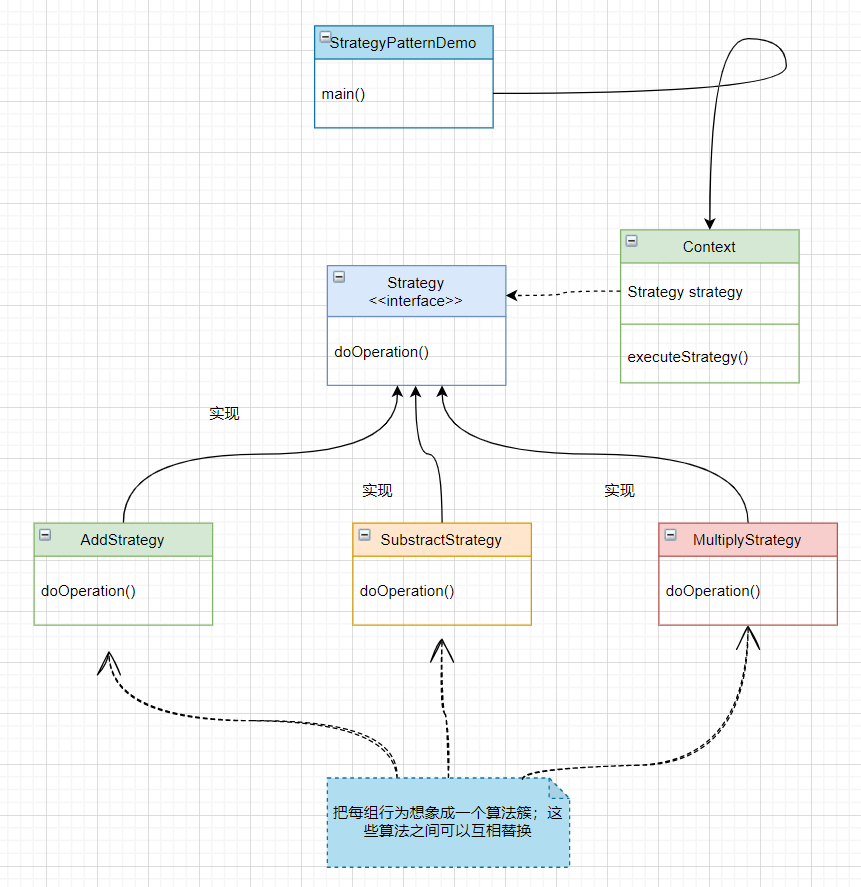 StrategyPatternDemo
main()
Context
Strategy strategy
executeStrategy()
Strategy
<<interface>>
doOperation()
实现
实现
实现
AddStrategy
doOperation()
SubstractStrategy
doOperation()
MultiplyStrategy
doOperation()
把每组行为想象成一个算法簇；这
些算法之间可以互相替换